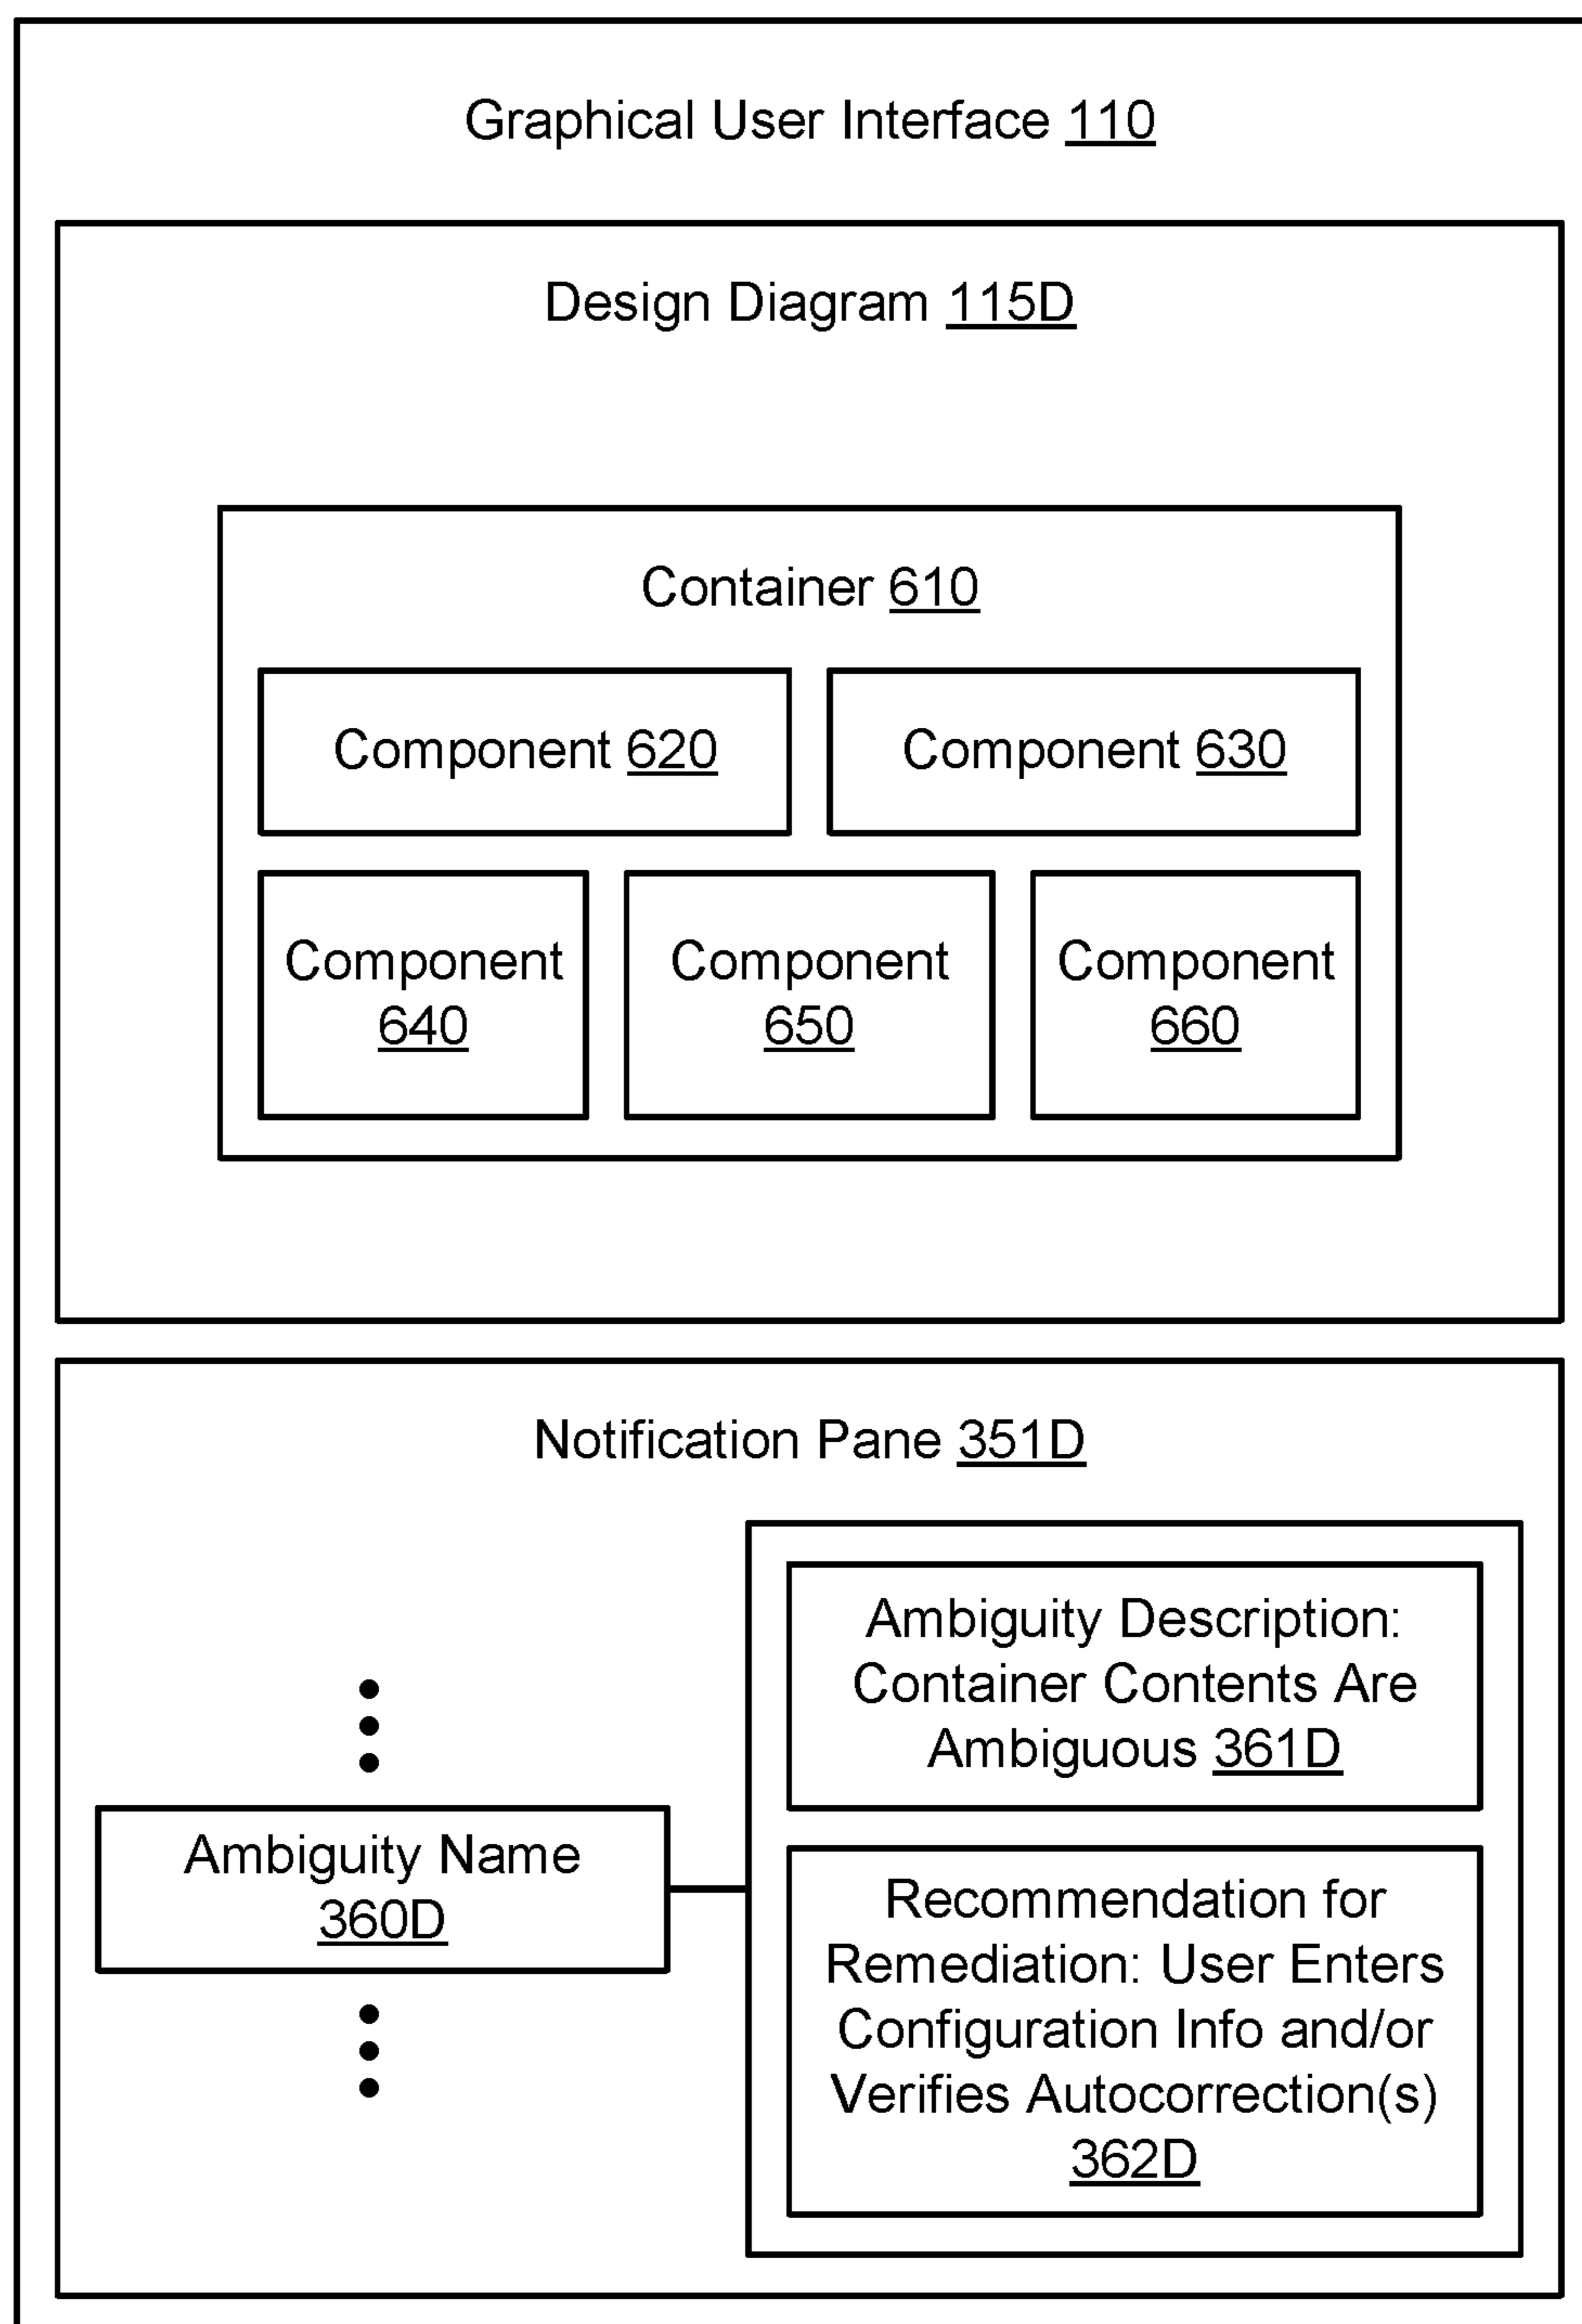 Graphical User Interface 110
Design Diagram 115D
Container 610
Component 620
Component 630
Component
640
Component
650
Component
660
Notification Pane 351D
Ambiguity Description:
Container Contents Are
Ambiguous 361D
Ambiguity Name
360D
Recommendation for
Remediation: User Enters
Configuration Info and/or
Verifies Autocorrection(s)
362D